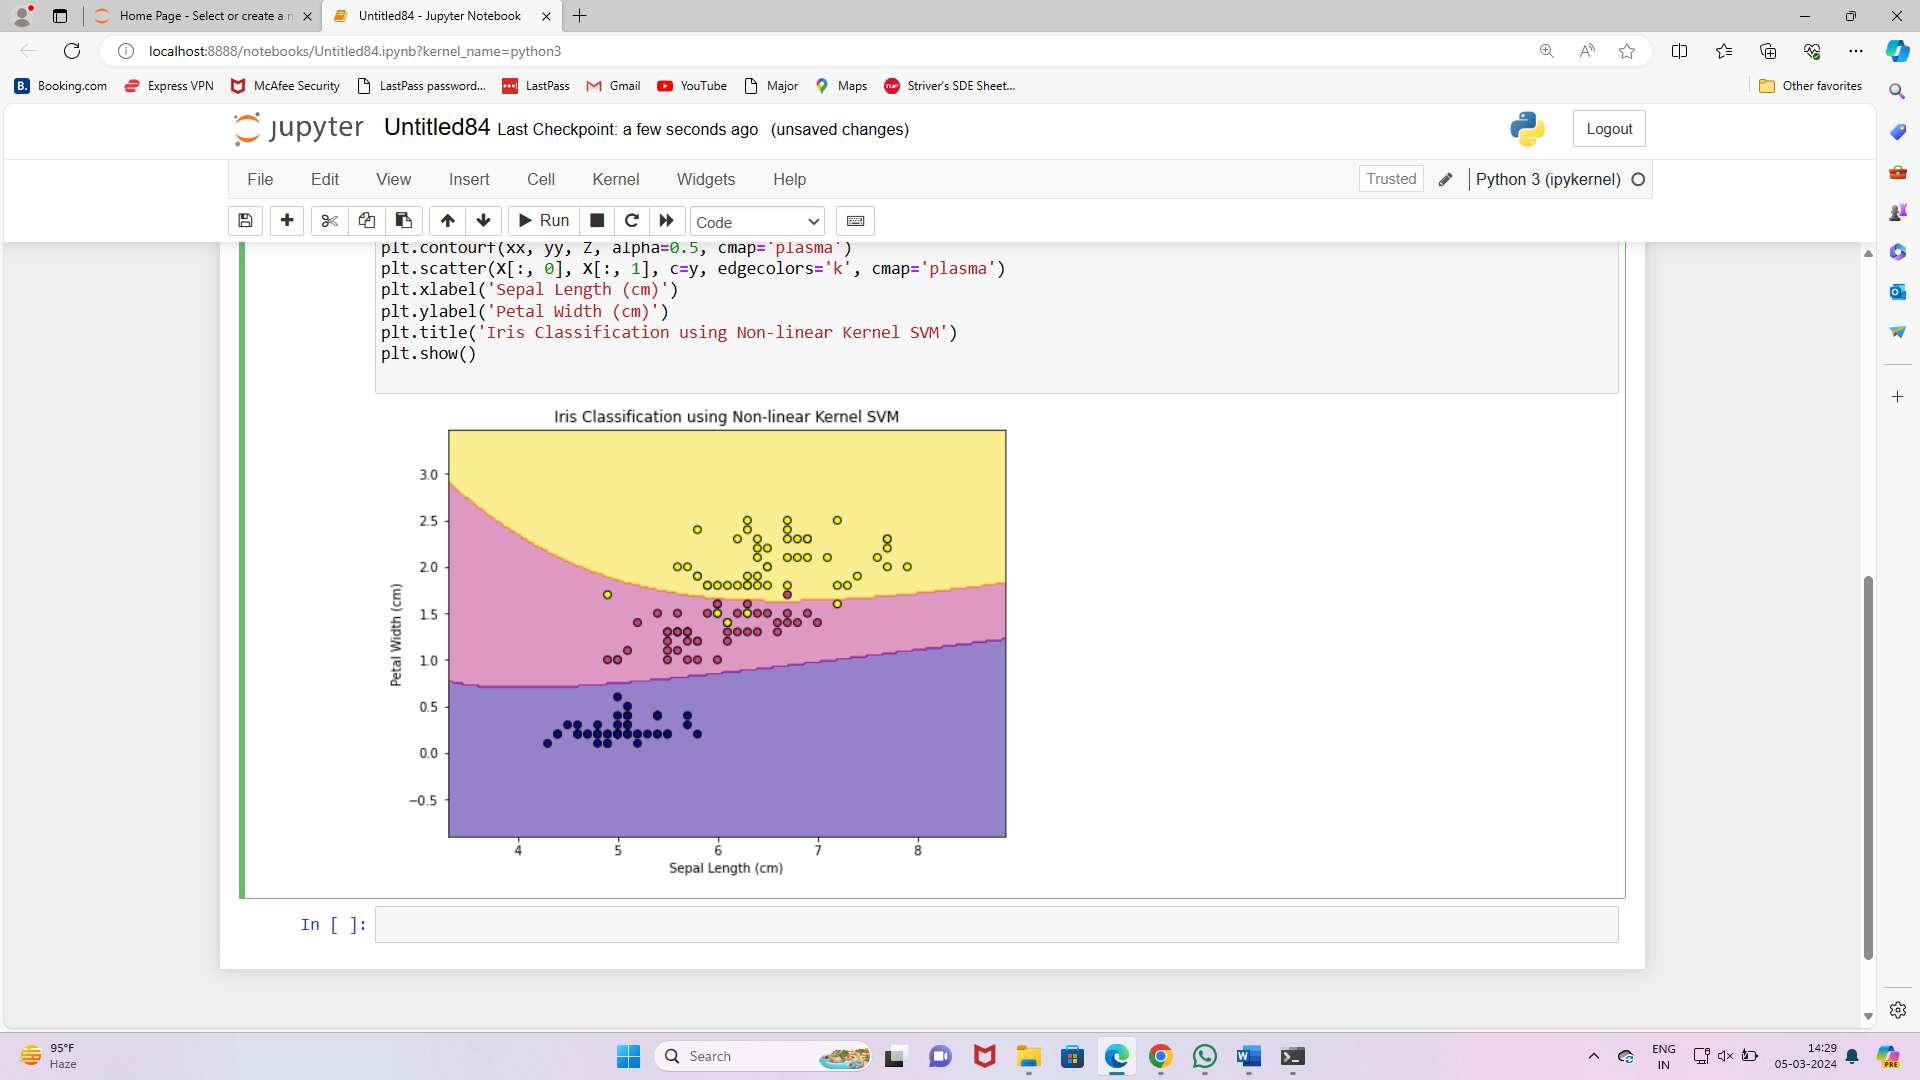 Home Page - Select or create a n
Untitled84 - Jupyter Notebook
localhost:8888/notebooks/Untitled84.ipynb?kernel_name=python3
B. Booking.com
Express VPN
McAfee Security
LastPass password...
LastPass
Gmail
YouTube
Major
Maps
Striver's SDE Sheet...
Other favorites
jupyter Untitled84 Last Checkpoint: a few seconds ago (unsaved changes)
Logout
File Edit View Insert Cell Kernel Widgets Help
Trusted
Python 3 (ipykernel)
Run
Code
plt.contourf(xx, yy, Z, alpha=0.5, cmap='plasma')
plt.scatter(X[:, 0], X[:, 1], c=y, edgecolors='k', cmap='plasma')
plt.xlabel('Sepal Length (cm)')
plt.ylabel('Petal Width (cm)')
plt.title('Iris Classification using Non-linear Kernel SVM')
plt.show()
Iris Classification using Non-linear Kernel SVM
3.0
2.5
2.0
1.5
1.0
0.5
0.0
−0.5
Petal Width (cm)
4 5 6 7 8
Sepal Length (cm)
In [ ]:
95°F
Haze
Search
ENG
IN
14:29
05-03-2024
PRE